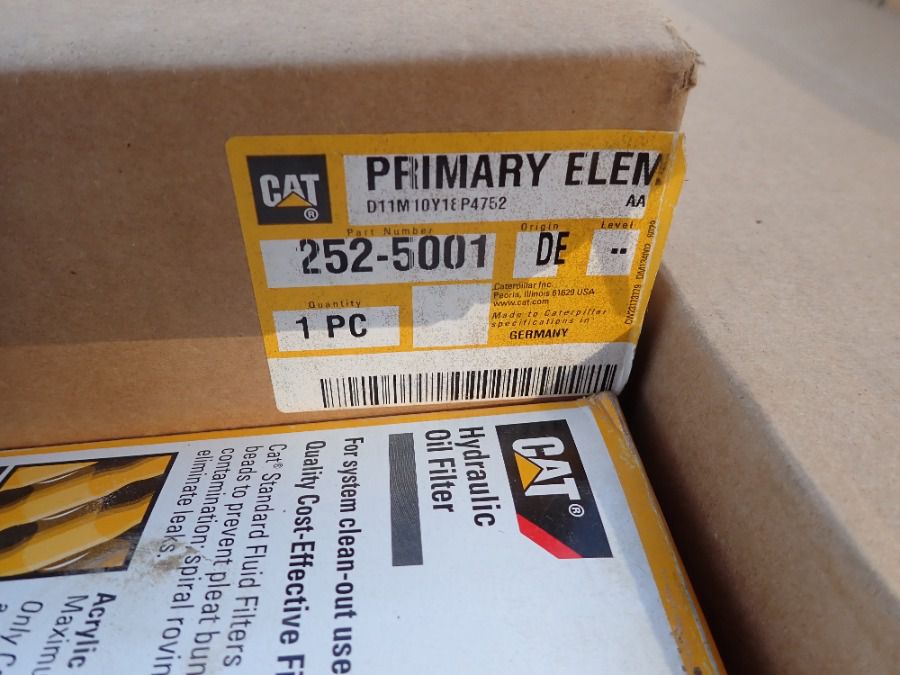 CAT
®
PRIMARY ELEM
D11M10Y18P4752 AA
Part Number
Origin
Level
252-5001
DE
--
Quantity
1 PC
Caterpillar Inc.
Peoria, Illinois 61629 USA
www.cat.com
Made to Caterpillar
specifications in
GERMANY
CAT
®
Hydraulic
Oil Filter
For system clean-out use
Quality Cost-Effective Fi
Cat® Standard Fluid Filters
beads to prevent pleat bun
contamination; spiral rovin
eliminate leaks.
Acrylic
Maximu
Only C